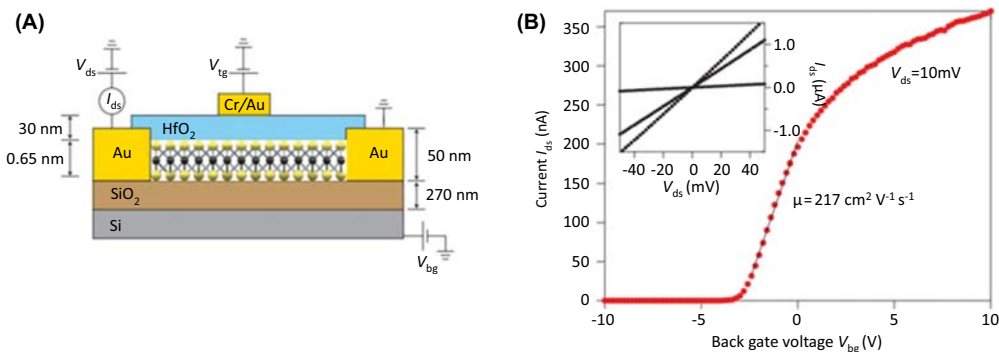 (A)
V_ds
V_tg
I_ds
Cr/Au
30 nm
HfO₂
0.65 nm
Au
Au
50 nm
SiO₂
270 nm
Si
V_bg
(B)
350
300
250
200
150
100
50
0
Current I_ds (nA)
-10
-5
0
5
10
Back gate voltage V_bg (V)
V_ds=10mV
μ= 217 cm² V⁻¹ s⁻¹
1.0
0.0
-1.0
I_ds (μA)
-40
-20
0
20
40
V_ds (mV)